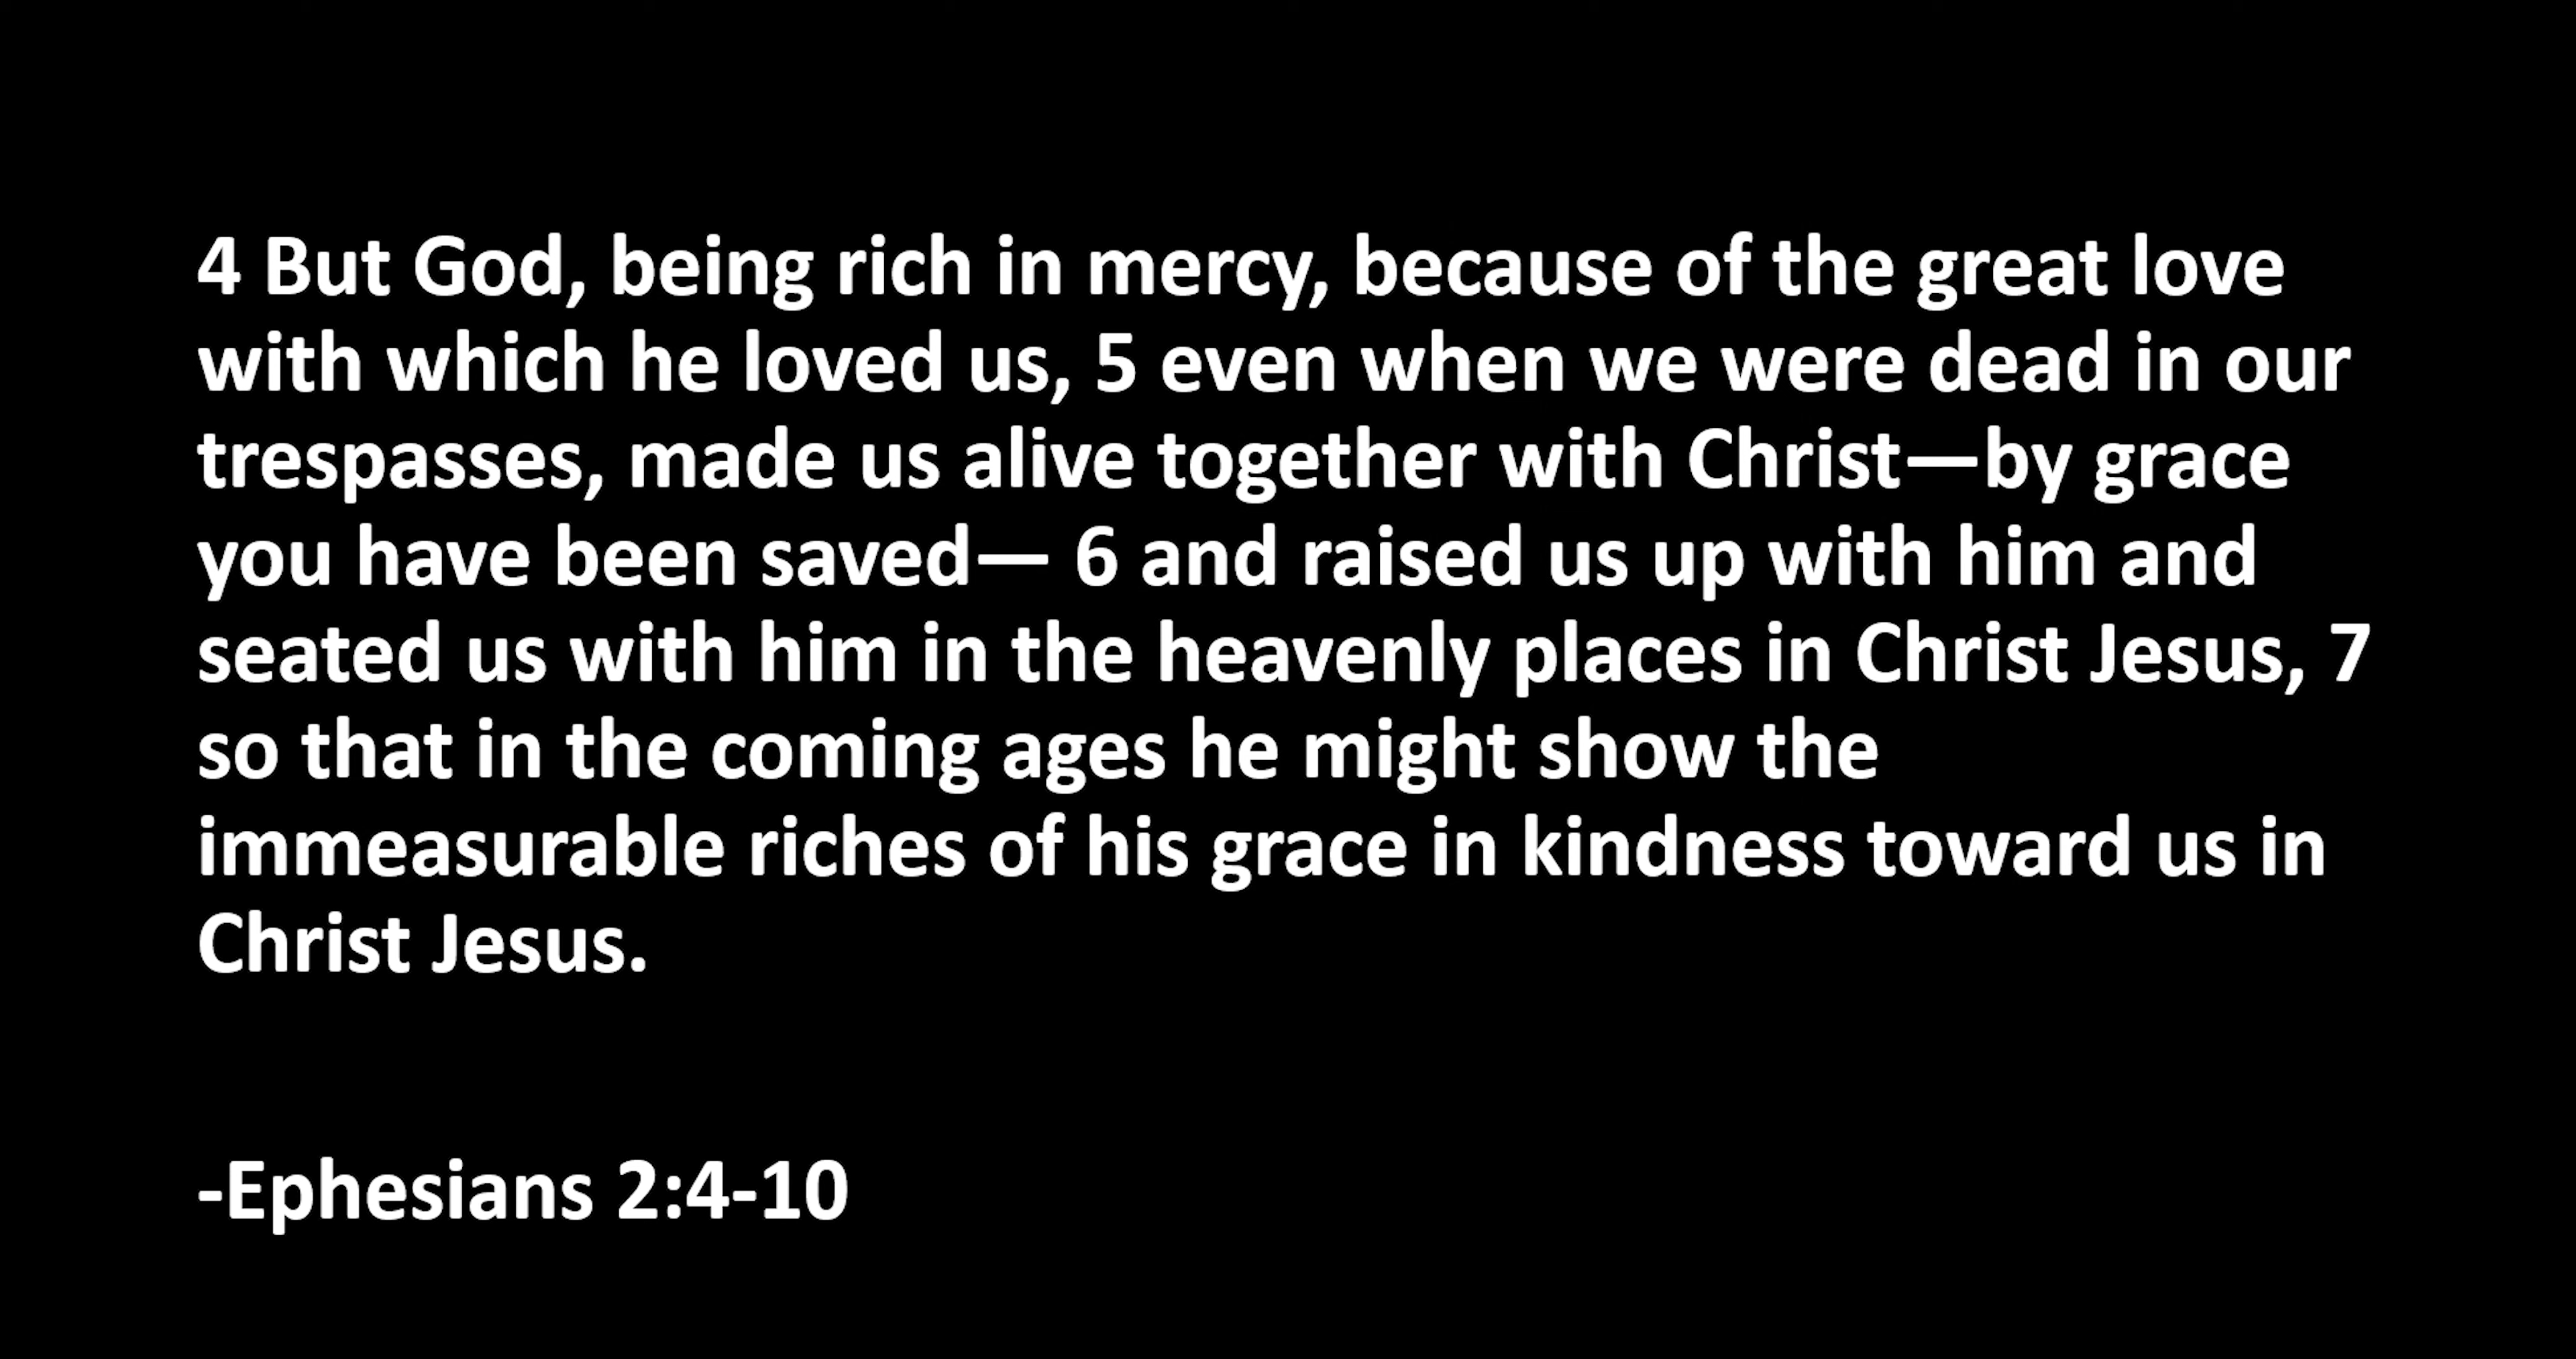 4 But God, being rich in mercy, because of the great love
with which he loved us, 5 even when we were dead in our
trespasses, made us alive together with Christ—by grace
you have been saved— 6 and raised us up with him and
seated us with him in the heavenly places in Christ Jesus, 7
so that in the coming ages he might show the
immeasurable riches of his grace in kindness toward us in
Christ Jesus.
-Ephesians 2:4-10